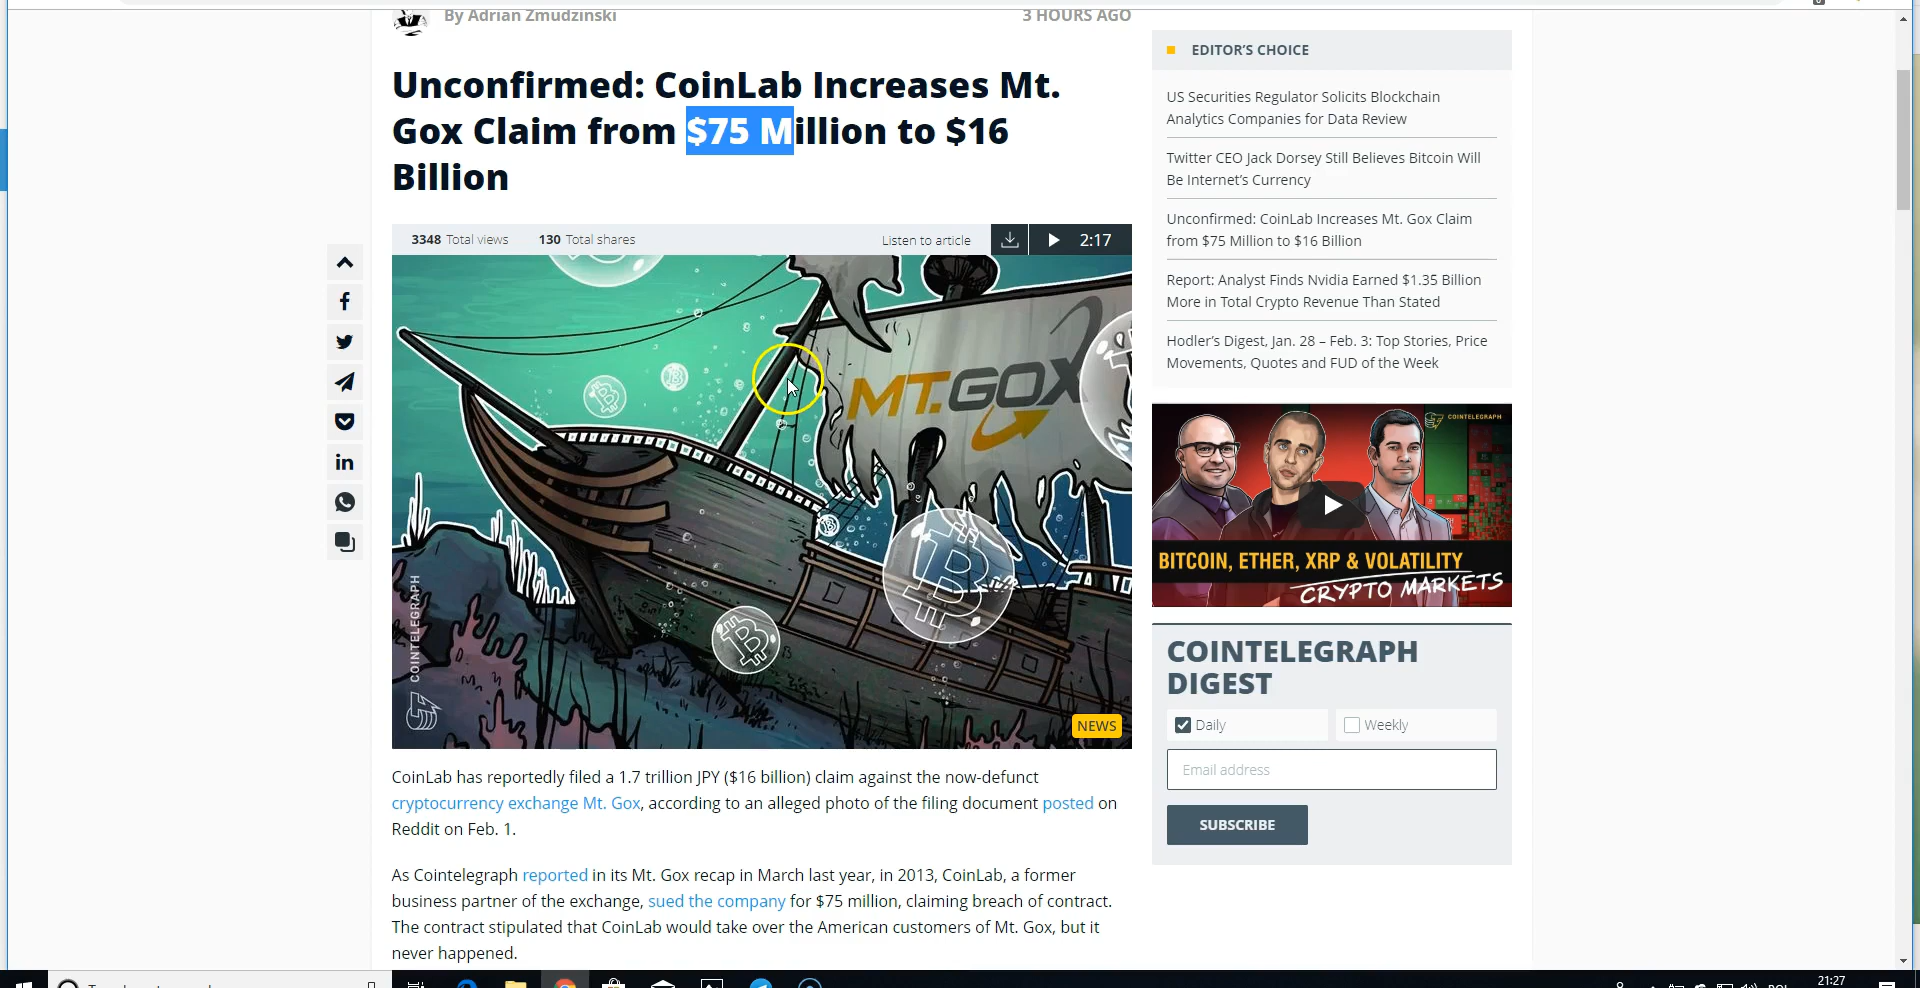 By Adrian Zmudzinski
3 HOURS AGO
Unconfirmed: CoinLab Increases Mt.
Gox Claim from $75 Million to $16
Billion
3348 Total views
130 Total shares
Listen to article
2:17
MT.GOX
COINTELEGRAPH
NEWS
CoinLab has reportedly filed a 1.7 trillion JPY ($16 billion) claim against the now-defunct
cryptocurrency exchange Mt. Gox, according to an alleged photo of the filing document posted on
Reddit on Feb. 1.
As Cointelegraph reported in its Mt. Gox recap in March last year, in 2013, CoinLab, a former
business partner of the exchange, sued the company for $75 million, claiming breach of contract.
The contract stipulated that CoinLab would take over the American customers of Mt. Gox, but it
never happened.
EDITOR'S CHOICE
US Securities Regulator Solicits Blockchain
Analytics Companies for Data Review
Twitter CEO Jack Dorsey Still Believes Bitcoin Will
Be Internet's Currency
Unconfirmed: CoinLab Increases Mt. Gox Claim
from $75 Million to $16 Billion
Report: Analyst Finds Nvidia Earned $1.35 Billion
More in Total Crypto Revenue Than Stated
Hodler's Digest, Jan. 28 – Feb. 3: Top Stories, Price
Movements, Quotes and FUD of the Week
COINTELEGRAPH
BITCOIN, ETHER, XRP & VOLATILITY
CRYPTO MARKETS
COINTELEGRAPH
DIGEST
Daily
Weekly
Email address
SUBSCRIBE
21:27